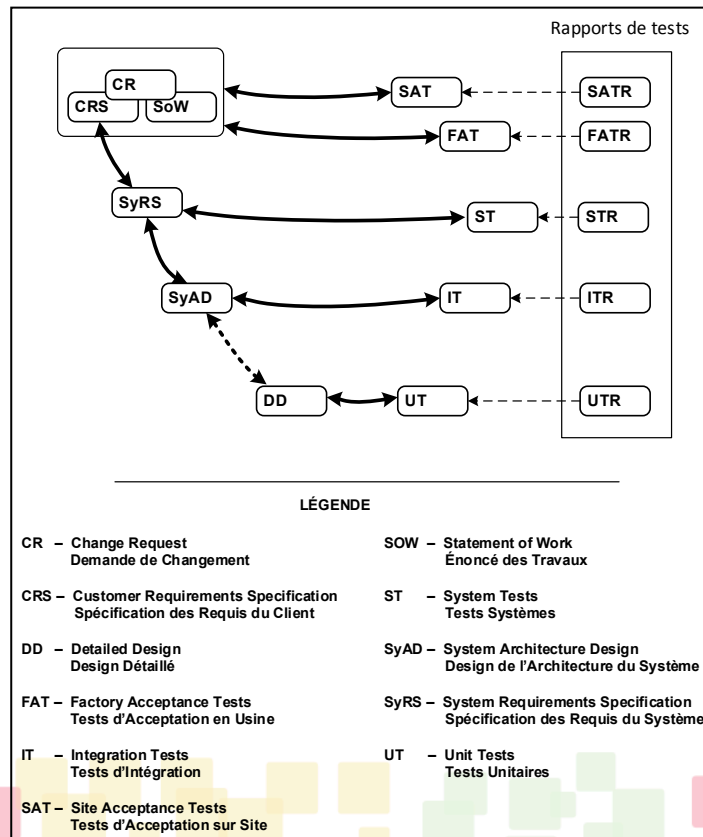 Rapports de tests
CR
CRS
SoW
SAT
SATR
FAT
FATR
SyRS
ST
STR
SyAD
IT
ITR
DD
UT
UTR
LÉGENDE
CR – Change Request
Demande de Changement
CRS – Customer Requirements Specification
Spécification des Requis du Client
DD – Detailed Design
Design Détaillé
FAT – Factory Acceptance Tests
Tests d'Acceptation en Usine
IT – Integration Tests
Tests d'Intégration
SAT – Site Acceptance Tests
Tests d'Acceptation sur Site
SOW – Statement of Work
Énoncé des Travaux
ST – System Tests
Tests Systèmes
SyAD – System Architecture Design
Design de l'Architecture du Système
SyRS – System Requirements Specification
Spécification des Requis du Système
UT – Unit Tests
Tests Unitaires